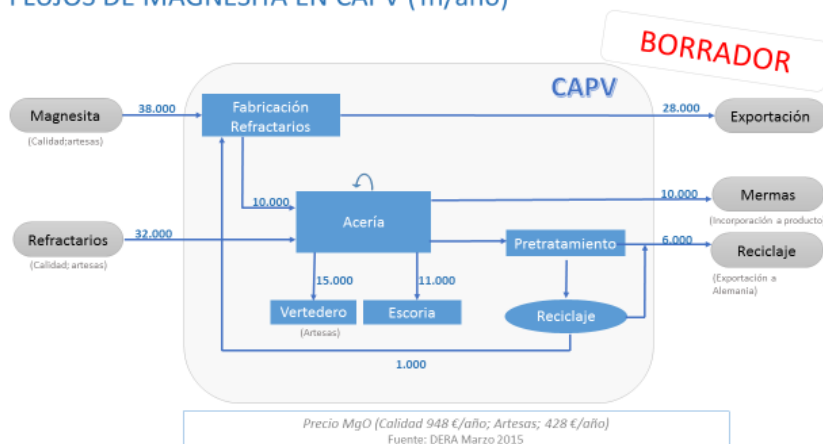 FLUJOS DE MAGNESITA EN CAPV (Tn/año)
BORRADOR
CAPV
Magnesita
(Calidad;artesas)
38.000
Fabricación
Refractarios
28.000
Exportación
10.000
Acería
10.000
Mermas
(Incorporación a producto)
Refractarios
(Calidad; artesas)
32.000
Pretratamiento
6.000
Reciclaje
(Exportación a
Alemania)
15.000
11.000
Vertedero
(Artesas)
Escoria
Reciclaje
1.000
Precio MgO (Calidad 948 €/año; Artesas; 428 €/año)
Fuente: DERA Marzo 2015